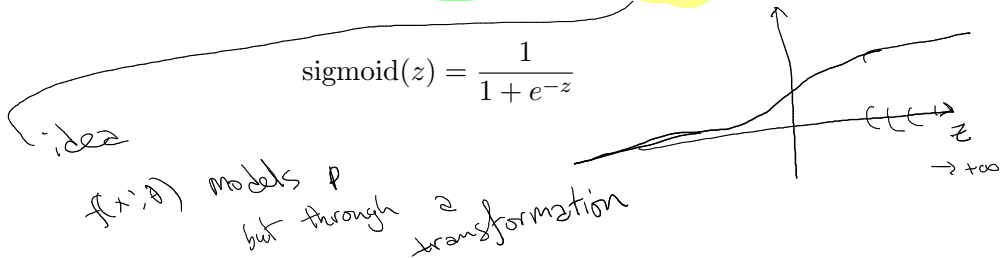 sigmoid(z) = 1 / (1 + e^{-z})
z
→ +∞
idea
f(x; θ) models p
but through a
transformation